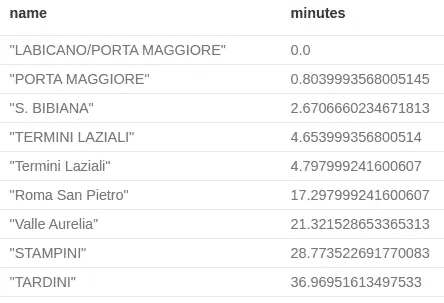 name minutes
"LABICANO/PORTA MAGGIORE" 0.0
"PORTA MAGGIORE" 0.8039993568005145
"S. BIBIANA" 2.6706660234671813
"TERMINI LAZIALI" 4.653999356800514
"Termini Laziali" 4.797999241600607
"Roma San Pietro" 17.297999241600607
"Valle Aurelia" 21.321528653365313
"STAMPINI" 28.773522691770083
"TARDINI" 36.96951613497533